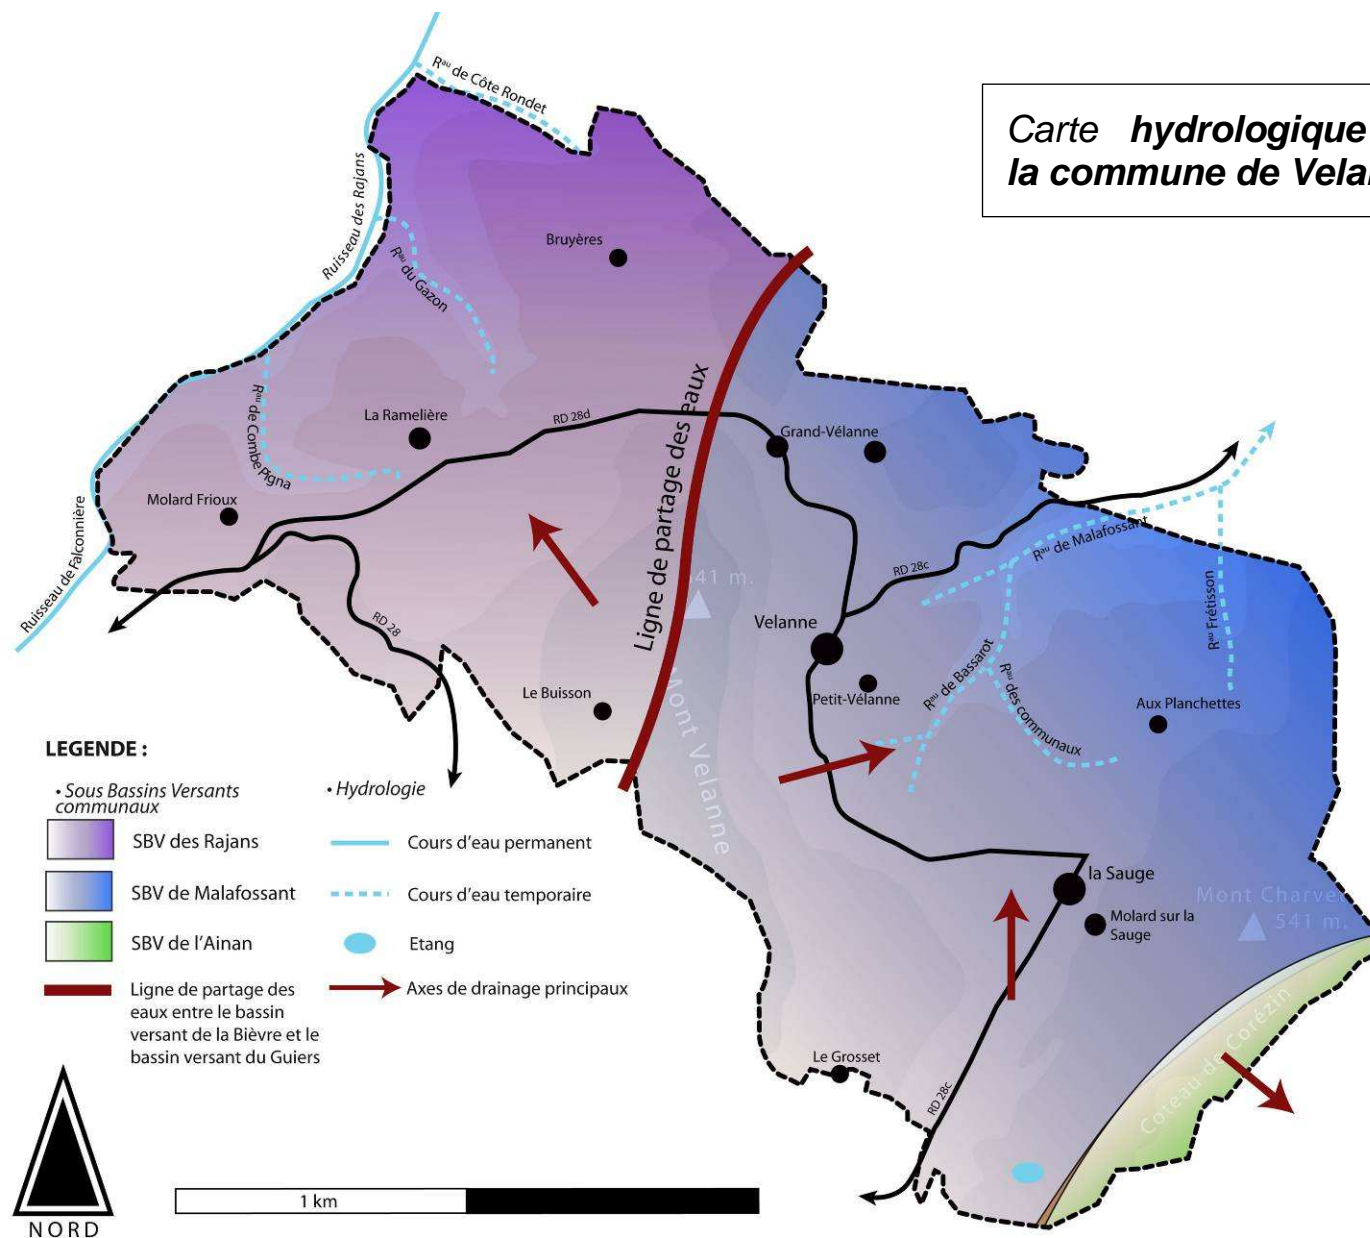 Carte hydrologique
la commune de
Rau de Côte Rondet
Ruisseau des Rajans
Bruyères
Rau du Gazon
La Ramelière
RD 28d
Rau de Combe Pigna
Molard Frioux
Ruisseau de Falconnière
RD 28
Le Buisson
Ligne de partage des eaux
541 m.
Mont Velanne
Grand-Vélanne
Rau de Malafossant
RD 28c
Velanne
Petit-Vélanne
Rau de Bassarot
Rau des communaux
Rau Frétisson
Aux Planchettes
la Sauge
Molard sur la
Sauge
Mont Charvet
541 m.
Coteau de Corézin
Le Grosset
RD 28c
LEGENDE :
• Sous Bassins Versants
communaux
SBV des Rajans
SBV de Malafossant
SBV de l'Ainan
Ligne de partage des
eaux entre le bassin
versant de la Bièvre et le
bassin versant du Guiers
• Hydrologie
Cours d'eau permanent
Cours d'eau temporaire
Etang
Axes de drainage principaux
NORD
1 km